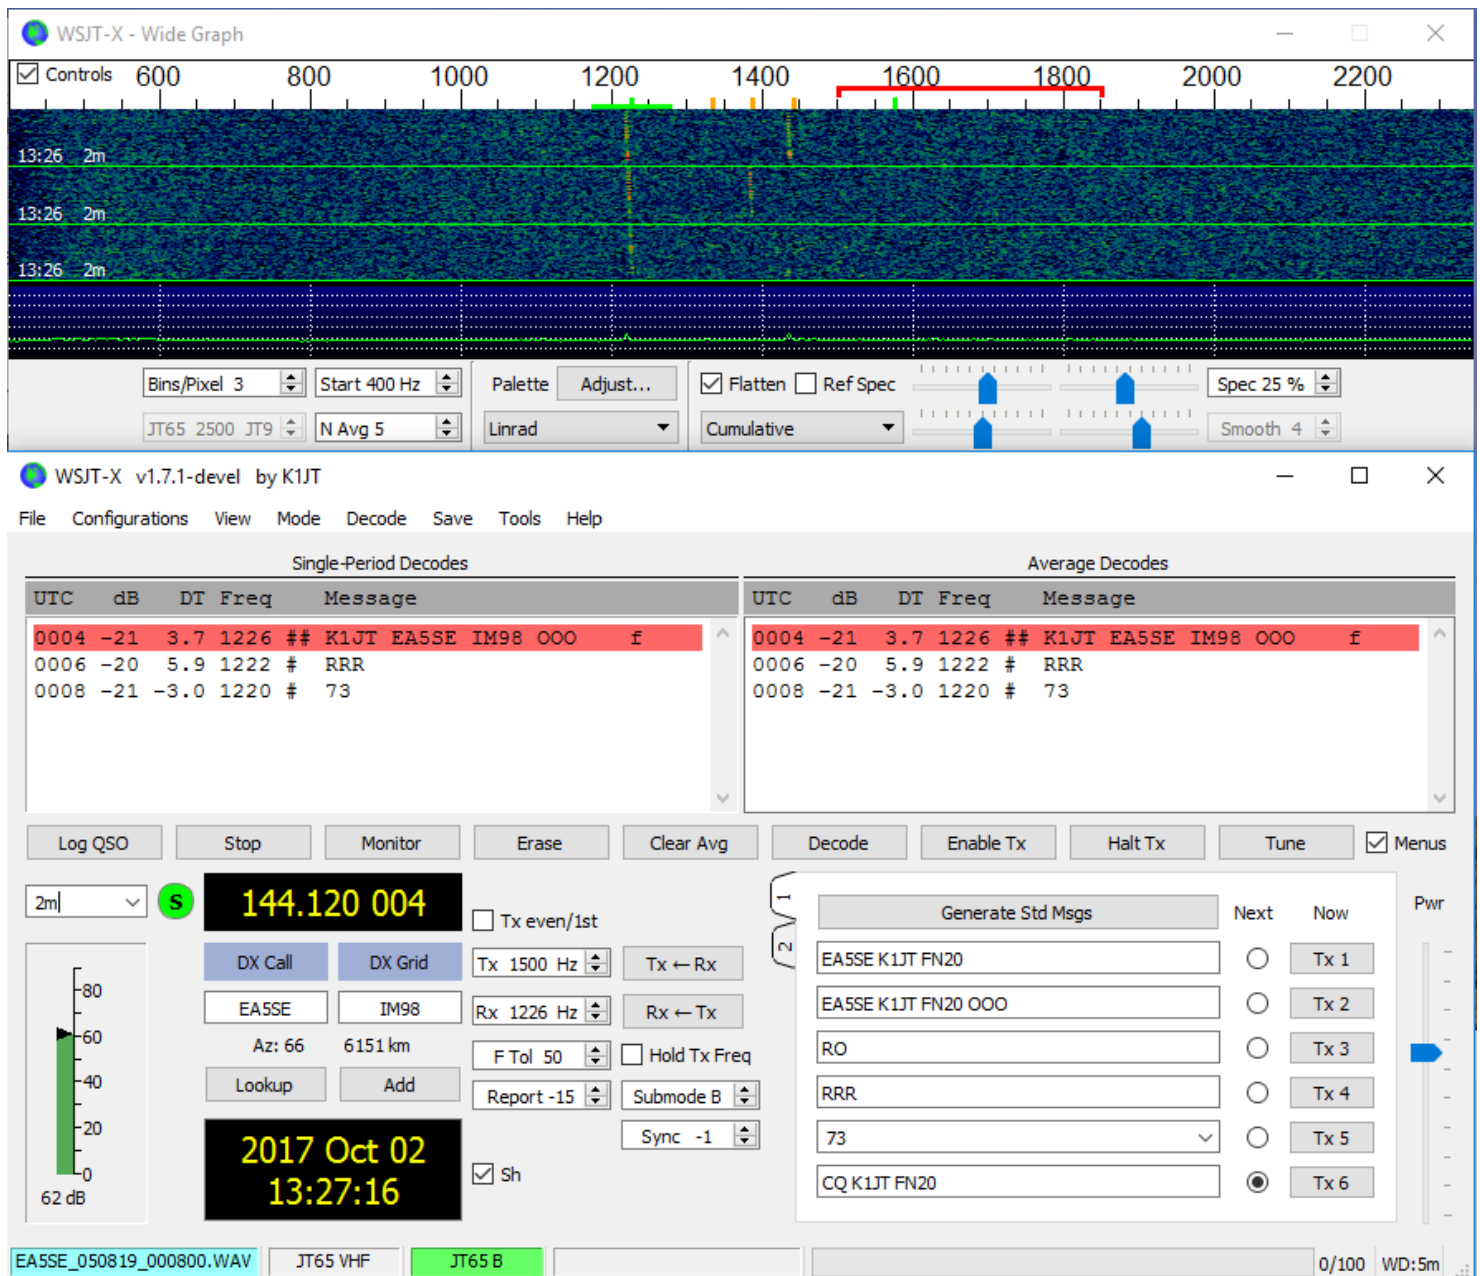 WSJT-X - Wide Graph
Controls 600 800 1000 1200 1400 1600 1800 2000 2200
13:26 2m
13:26 2m
13:26 2m
Bins/Pixel 3 Start 400 Hz Palette Adjust... Flatten Ref Spec Spec 25 %
JT65 2500 JT9 N Avg 5 Linrad Cumulative Smooth 4
WSJT-X v1.7.1-devel by K1JT
File Configurations View Mode Decode Save Tools Help
Single-Period Decodes Average Decodes
UTC dB DT Freq Message UTC dB DT Freq Message
0004 -21 3.7 1226 ## K1JT EA5SE IM98 OOO f 0004 -21 3.7 1226 ## K1JT EA5SE IM98 OOO f
0006 -20 5.9 1222 # RRR 0006 -20 5.9 1222 # RRR
0008 -21 -3.0 1220 # 73 0008 -21 -3.0 1220 # 73
Log QSO Stop Monitor Erase Clear Avg Decode Enable Tx Halt Tx Tune Menus
2m S 144.120 004 Tx even/1st 1 Generate Std Msgs Next Now Pwr
DX Call DX Grid Tx 1500 Hz Tx ← Rx 2 EA5SE K1JT FN20 Tx 1
-80 EA5SE IM98 Rx 1226 Hz Rx ← Tx EA5SE K1JT FN20 OOO Tx 2
-60 Az: 66 6151 km F Tol 50 Hold Tx Freq RO Tx 3
-40 Lookup Add Report -15 Submode B RRR Tx 4
-20 2017 Oct 02 Sync -1 73 Tx 5
-0 13:27:16 Sh CQ K1JT FN20 Tx 6
62 dB
EA5SE_050819_000800.WAV JT65 VHF JT65 B 0/100 WD:5m